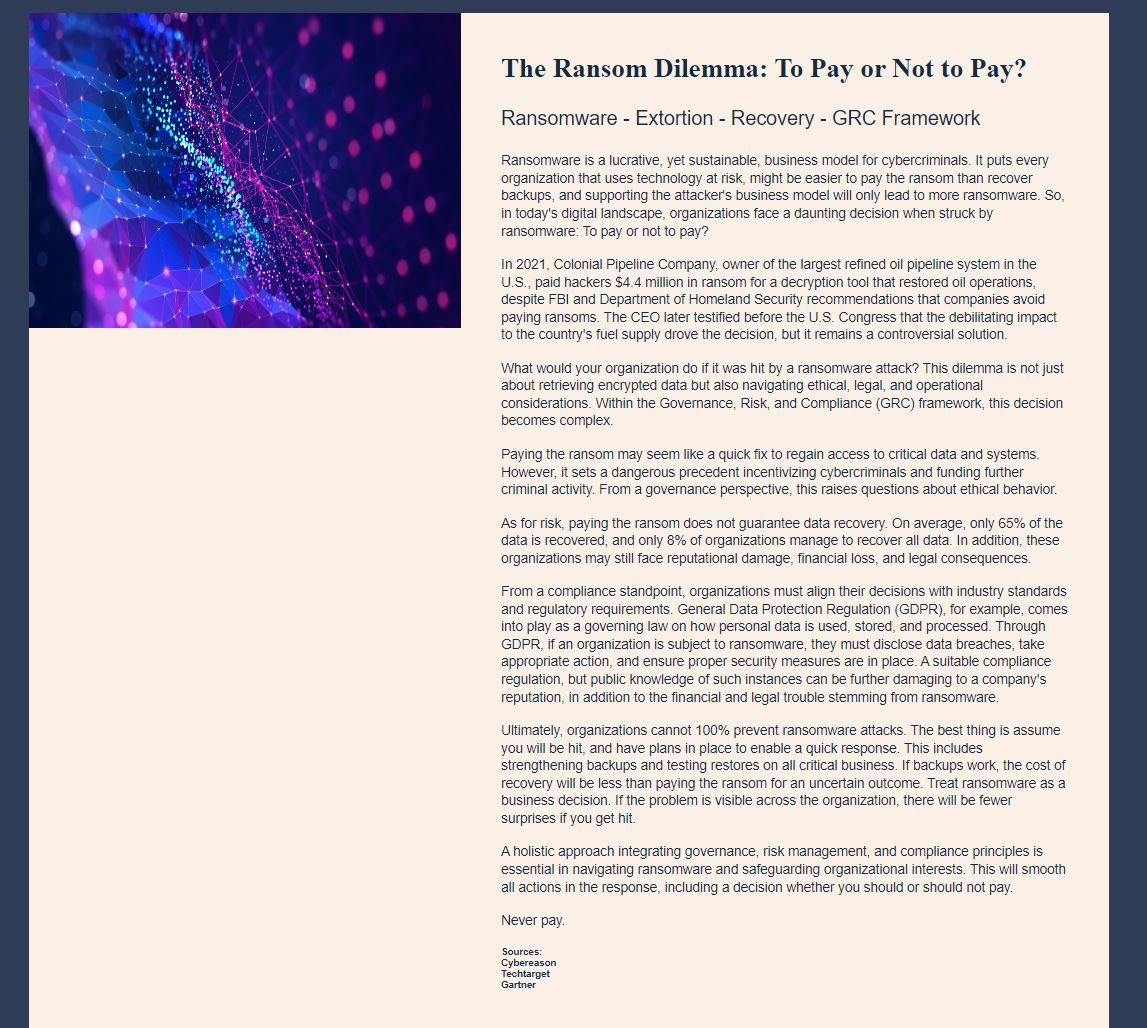 The Ransom Dilemma: To Pay or Not to Pay?
Ransomware - Extortion - Recovery - GRC Framework
Ransomware is a lucrative, yet sustainable, business model for cybercriminals. It puts every
organization that uses technology at risk, might be easier to pay the ransom than recover
backups, and supporting the attacker's business model will only lead to more ransomware. So,
in today's digital landscape, organizations face a daunting decision when struck by
ransomware: To pay or not to pay?
In 2021, Colonial Pipeline Company, owner of the largest refined oil pipeline system in the
U.S., paid hackers $4.4 million in ransom for a decryption tool that restored oil operations,
despite FBI and Department of Homeland Security recommendations that companies avoid
paying ransoms. The CEO later testified before the U.S. Congress that the debilitating impact
to the country's fuel supply drove the decision, but it remains a controversial solution.
What would your organization do if it was hit by a ransomware attack? This dilemma is not just
about retrieving encrypted data but also navigating ethical, legal, and operational
considerations. Within the Governance, Risk, and Compliance (GRC) framework, this decision
becomes complex.
Paying the ransom may seem like a quick fix to regain access to critical data and systems.
However, it sets a dangerous precedent incentivizing cybercriminals and funding further
criminal activity. From a governance perspective, this raises questions about ethical behavior.
As for risk, paying the ransom does not guarantee data recovery. On average, only 65% of the
data is recovered, and only 8% of organizations manage to recover all data. In addition, these
organizations may still face reputational damage, financial loss, and legal consequences.
From a compliance standpoint, organizations must align their decisions with industry standards
and regulatory requirements. General Data Protection Regulation (GDPR), for example, comes
into play as a governing law on how personal data is used, stored, and processed. Through
GDPR, if an organization is subject to ransomware, they must disclose data breaches, take
appropriate action, and ensure proper security measures are in place. A suitable compliance
regulation, but public knowledge of such instances can be further damaging to a company's
reputation, in addition to the financial and legal trouble stemming from ransomware.
Ultimately, organizations cannot 100% prevent ransomware attacks. The best thing is assume
you will be hit, and have plans in place to enable a quick response. This includes
strengthening backups and testing restores on all critical business. If backups work, the cost of
recovery will be less than paying the ransom for an uncertain outcome. Treat ransomware as a
business decision. If the problem is visible across the organization, there will be fewer
surprises if you get hit.
A holistic approach integrating governance, risk management, and compliance principles is
essential in navigating ransomware and safeguarding organizational interests. This will smooth
all actions in the response, including a decision whether you should or should not pay.
Never pay.
Sources:
Cybereason
Techtarget
Gartner